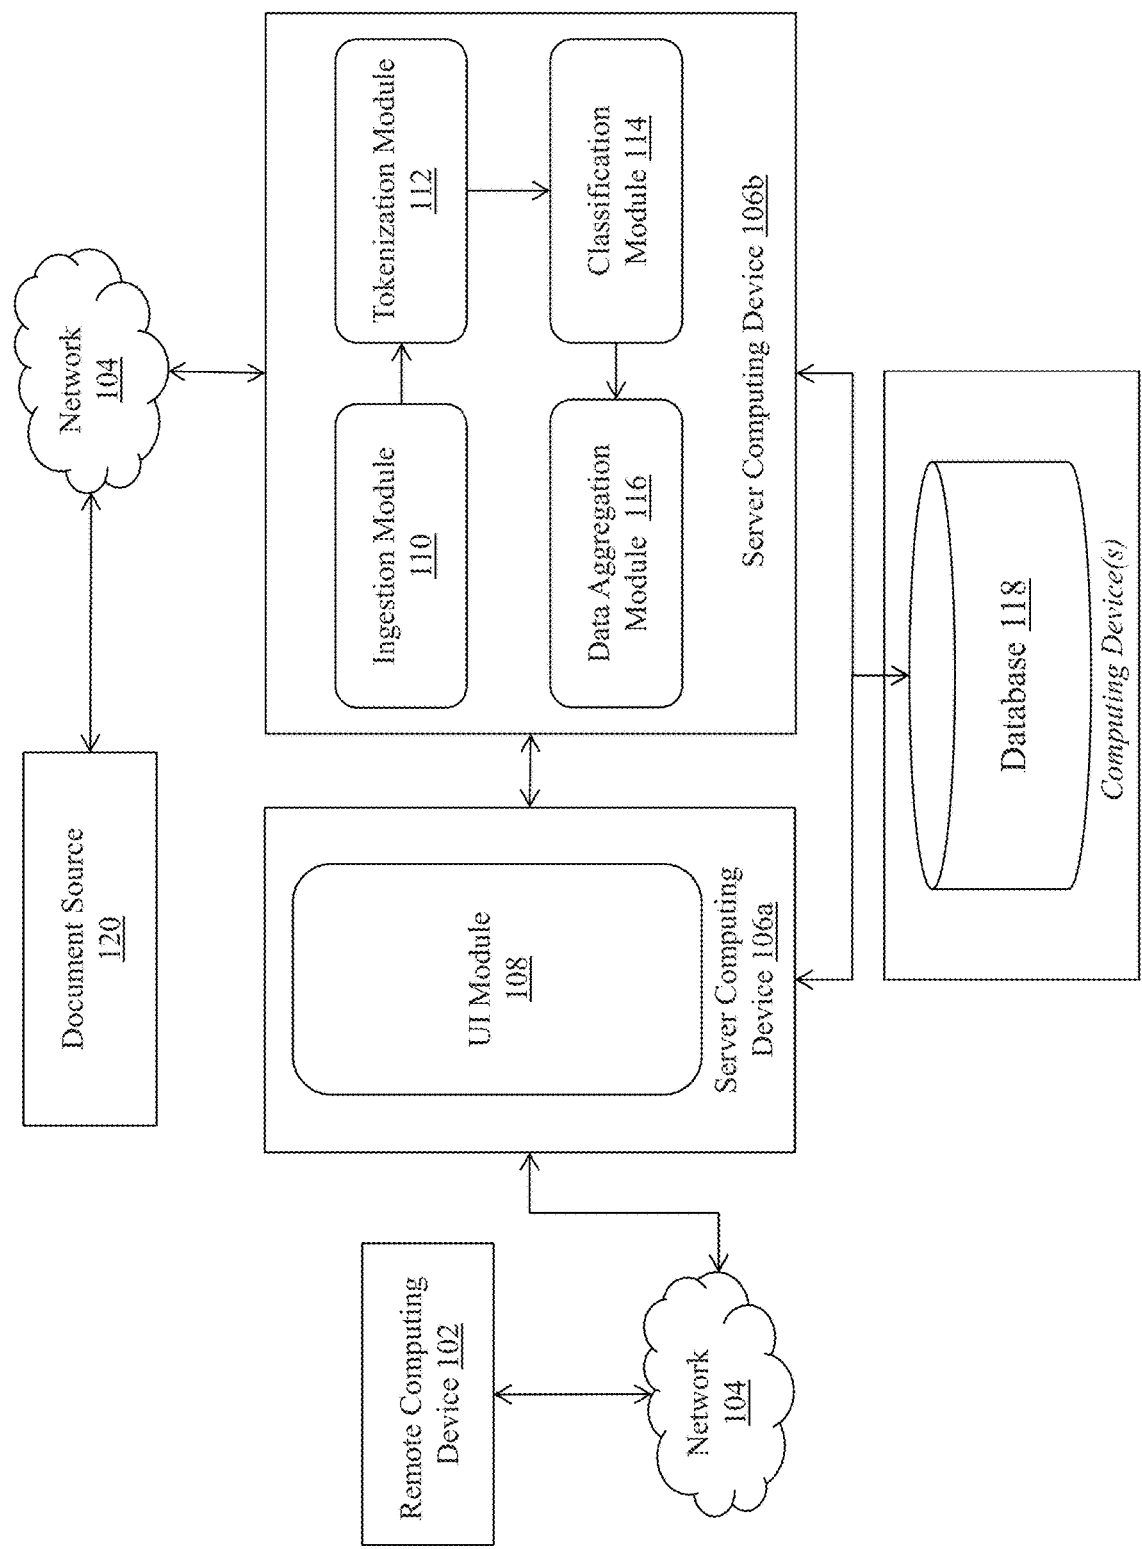 Document Source
120
Network
104
Remote Computing
Device 102
Network
104
UI Module
108
Server Computing
Device 106a
Ingestion Module
110
Tokenization Module
112
Data Aggregation
Module 116
Classification
Module 114
Server Computing Device 106b
Database 118
Computing Device(s)